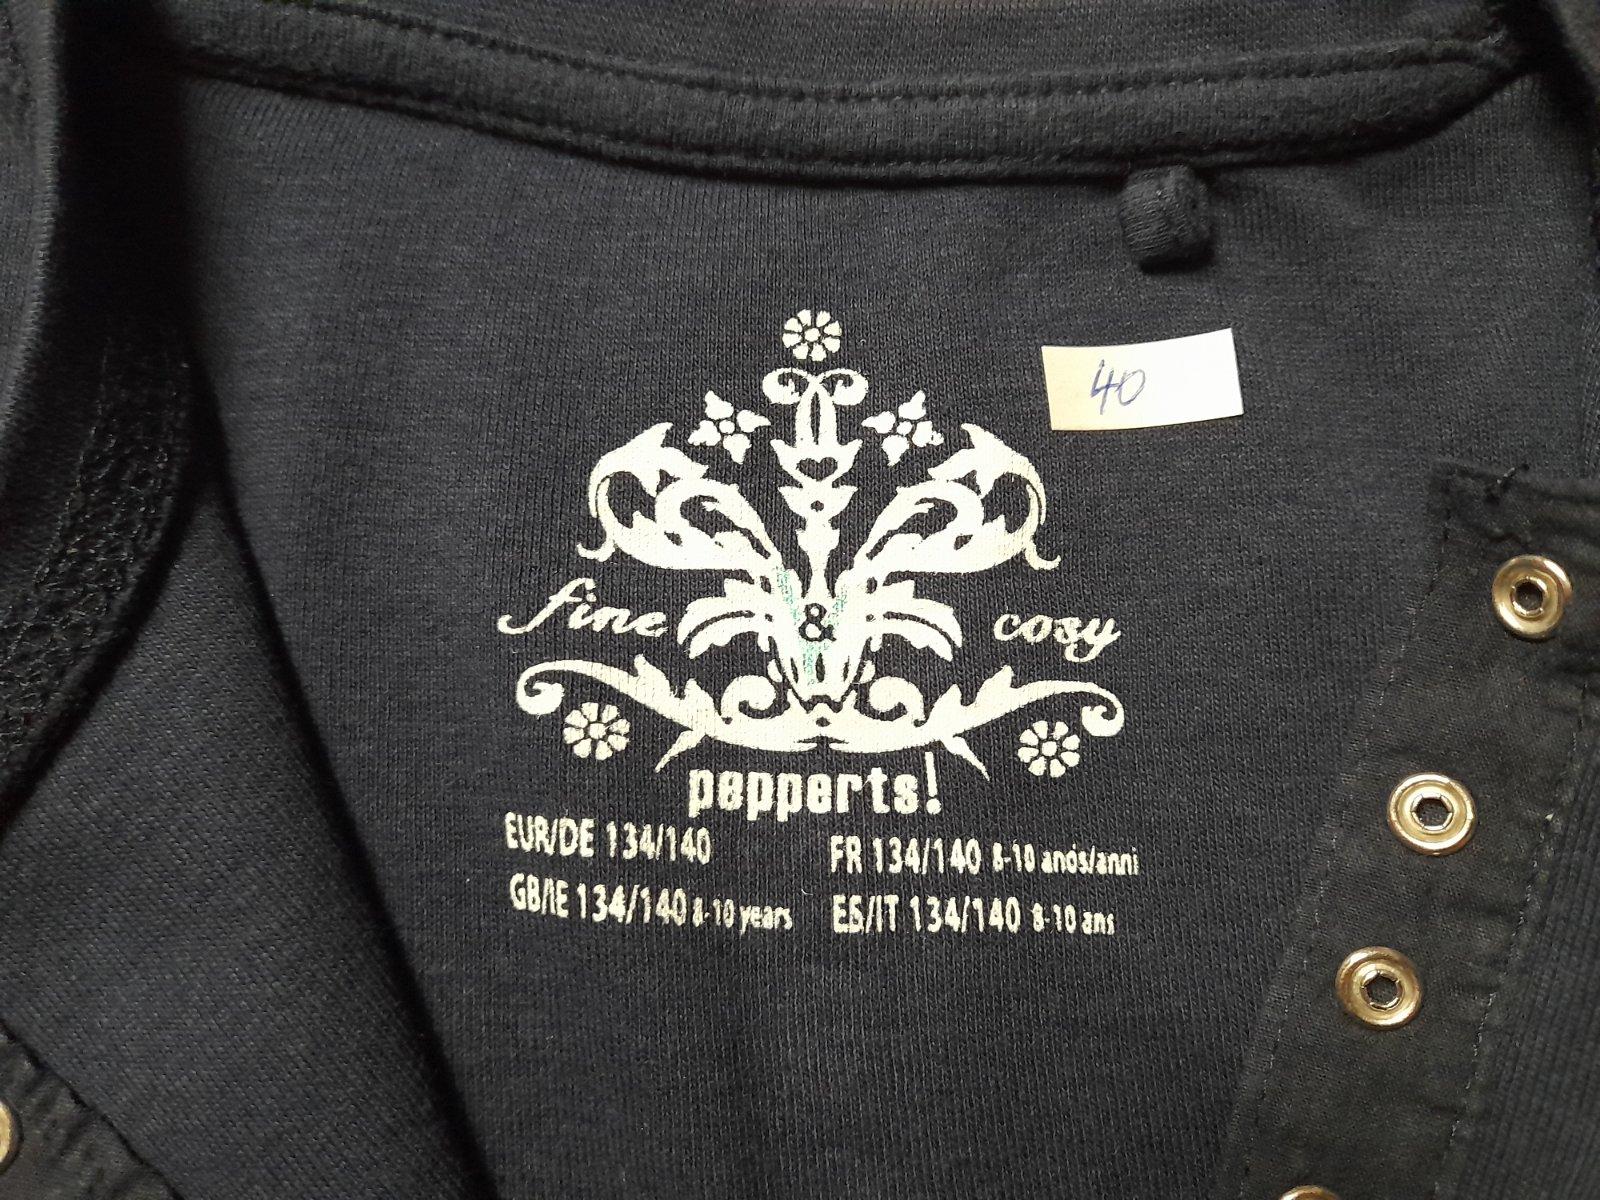 40
fine & cosy
pepperts!
EUR/DE 134/140 FR 134/140 8-10 anos/anni
GB/IE 134/140 8-10 years ES/IT 134/140 8-10 ans